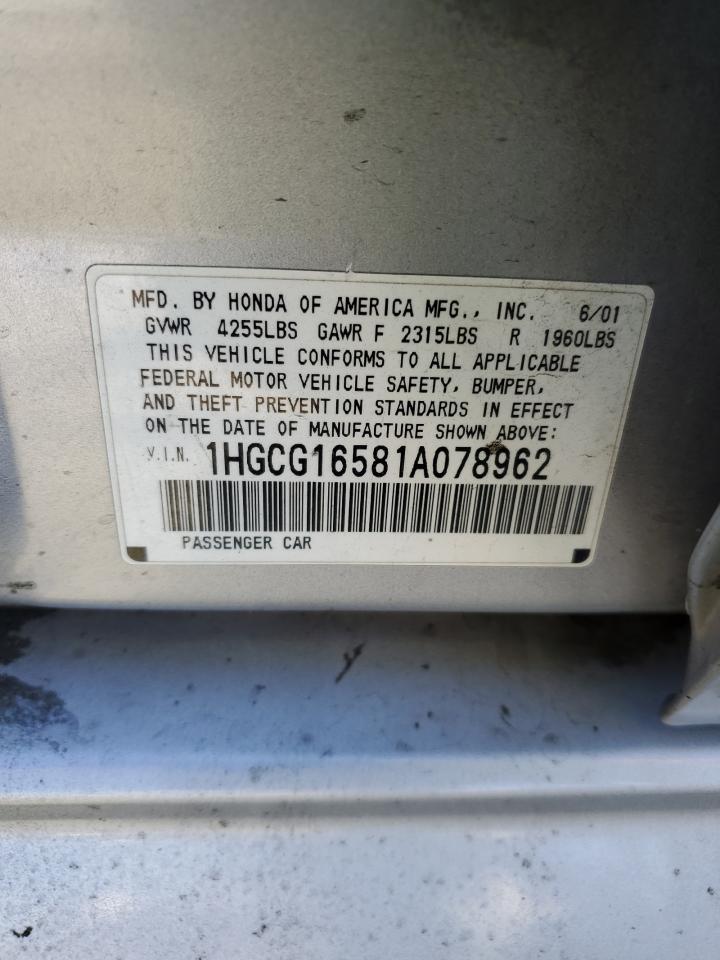 MFD. BY HONDA OF AMERICA MFG., INC. 6/01
GVWR 4255LBS GAWR F 2315LBS R 1960LBS
THIS VEHICLE CONFORMS TO ALL APPLICABLE
FEDERAL MOTOR VEHICLE SAFETY, BUMPER,
AND THEFT PREVENTION STANDARDS IN EFFECT
ON THE DATE OF MANUFACTURE SHOWN ABOVE:
V.I.N. 1HGCG16581A078962
PASSENGER CAR